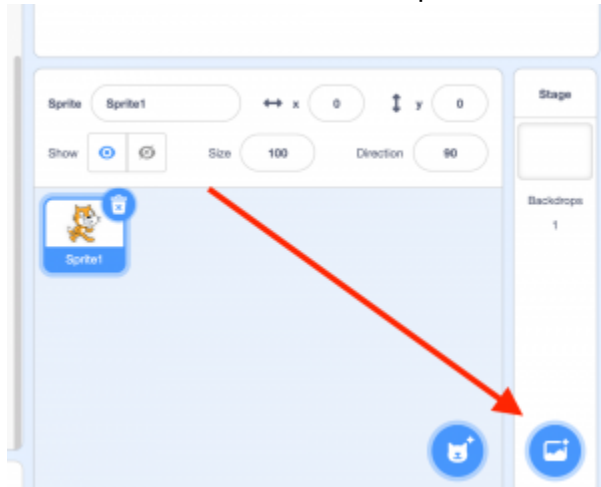 Sprite Sprite1 x 0 y 0
Show Size 100 Direction 90
Sprite1
Stage
Backdrops
1